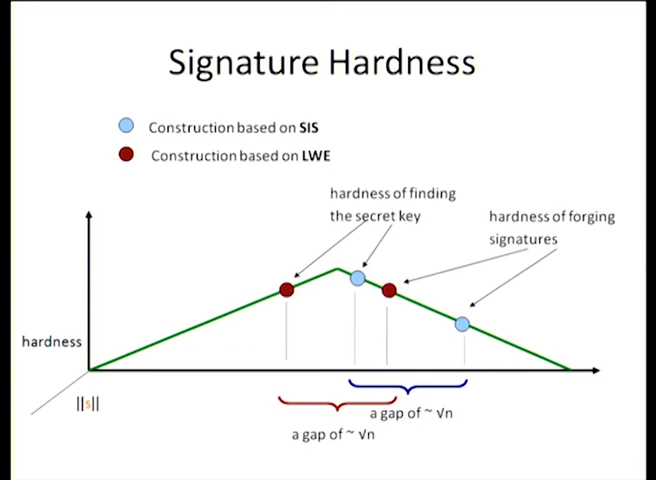 Signature Hardness
Construction based on SIS
Construction based on LWE
hardness of finding
the secret key
hardness of forging
signatures
hardness
||s||
a gap of ~ √n
a gap of ~ √n